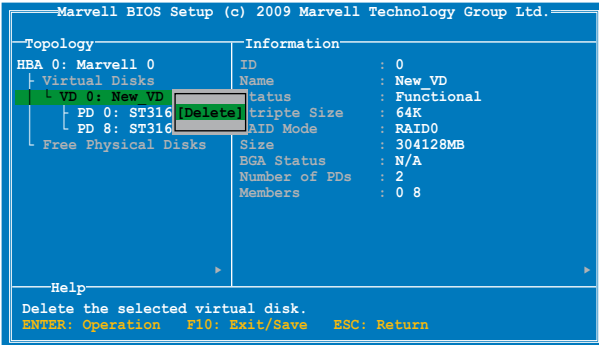 Marvell BIOS Setup (c) 2009 Marvell Technology Group Ltd.
Topology
HBA 0: Marvell 0
Virtual Disks
VD 0: New_VD
PD 0: ST316
PD 8: ST316
Free Physical Disks
[Delete]
Information
ID : 0
Name : New_VD
tatus : Functional
tripte Size : 64K
AID Mode : RAID0
Size : 304128MB
BGA Status : N/A
Number of PDs : 2
Members : 0 8
Help
Delete the selected virtual disk.
ENTER: Operation F10: Exit/Save ESC: Return